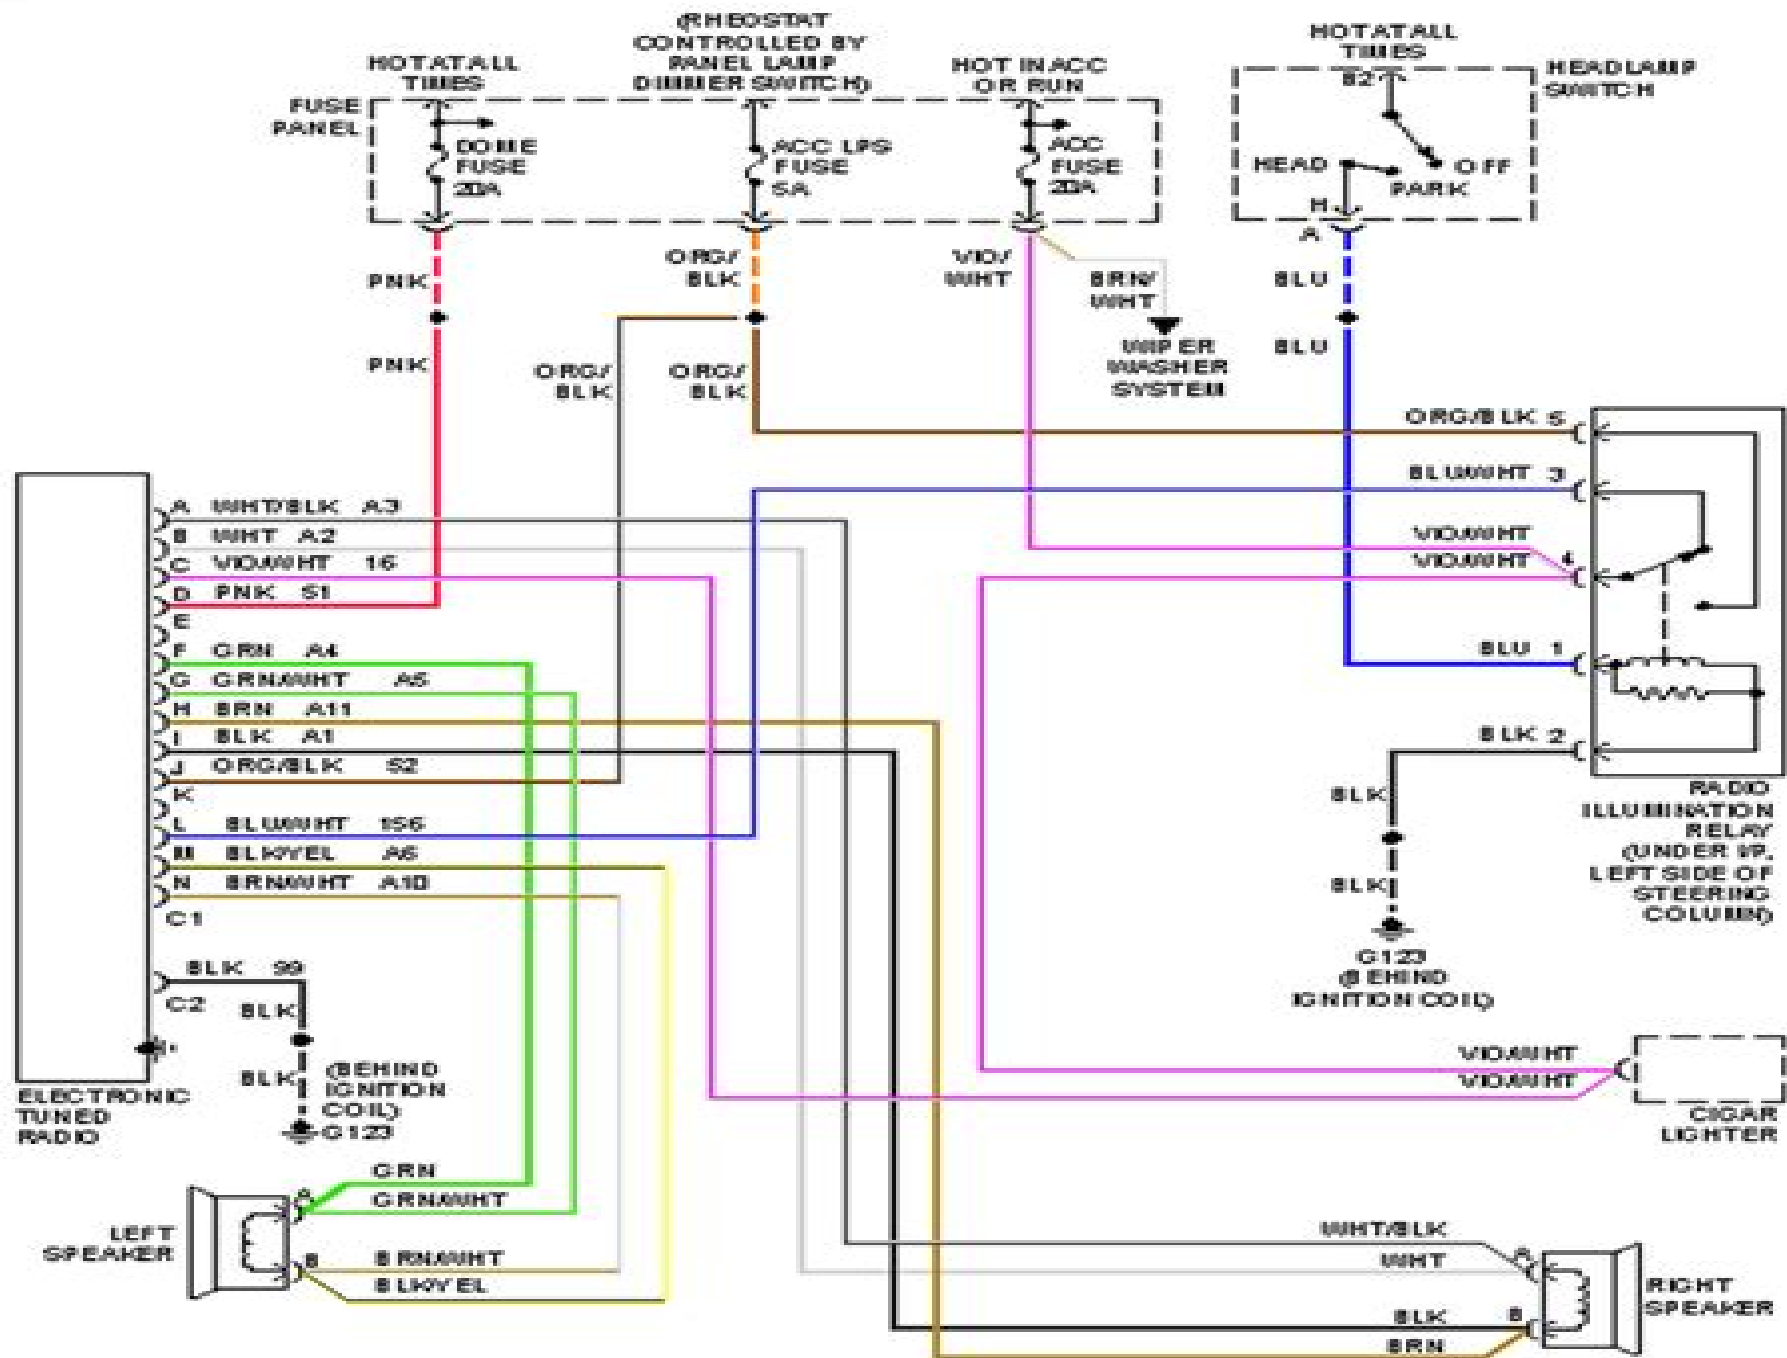 HOT AT ALL
TIMES
(RHEOSTAT
CONTROLLED BY
PANEL LAMP
DIMMER SWITCH)
HOT IN ACC
OR RUN
HOT AT ALL
TIMES
HEADLAMP
SWITCH
FUSE
PANEL
DOME
FUSE
20A
ACC LPS
FUSE
5A
ACC
FUSE
20A
B2
HEAD
OFF
PARK
H
A
PNK
ORG/
BLK
VIO/
WHT
BRN/
WHT
BLU
PNK
ORG/
BLK
ORG/
BLK
WIPER
WASHER
SYSTEM
BLU
ORG/BLK 5
BLU/WHT 3
VIO/WHT
VIO/WHT 4
BLU 1
BLK 2
A WHT/BLK A3
B WHT A2
C VIO/WHT 16
D PNK S1
E
F GRN A4
G GRN/WHT A5
H BRN A11
I BLK A1
J ORG/BLK S2
K
L BLU/WHT 156
M BLK/YEL A6
N BRN/WHT A10
C1
BLK S9
C2
BLK
BLK
(BEHIND
IGNITION
COIL)
G123
ELECTRONIC
TUNED
RADIO
BLK
BLK
G123
(BEHIND
IGNITION COIL)
RADIO
ILLUMINATION
RELAY
(UNDER I/P,
LEFT SIDE OF
STEERING
COLUMN)
VIO/WHT
VIO/WHT
CIGAR
LIGHTER
LEFT
SPEAKER
A
GRN
GRN/WHT
B
BRN/WHT
BLK/YEL
WHT/BLK
WHT
A
BLK
BRN
B
RIGHT
SPEAKER